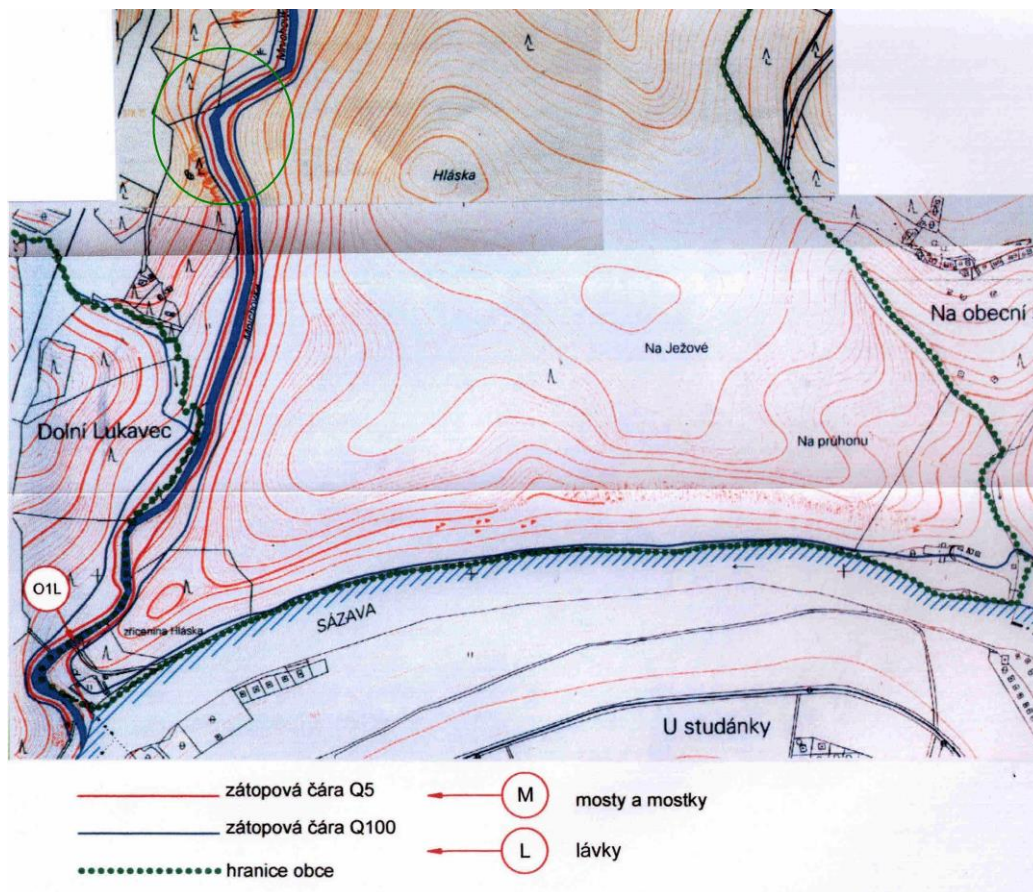 Hláska
Na Ježové
Na obecní
Na průhonu
Dolní Lukavec
O1L
zřícenina Hláska
SÁZAVA
U studánky
zátopová čára Q5
M
mosty a mostky
zátopová čára Q100
L
lávky
hranice obce